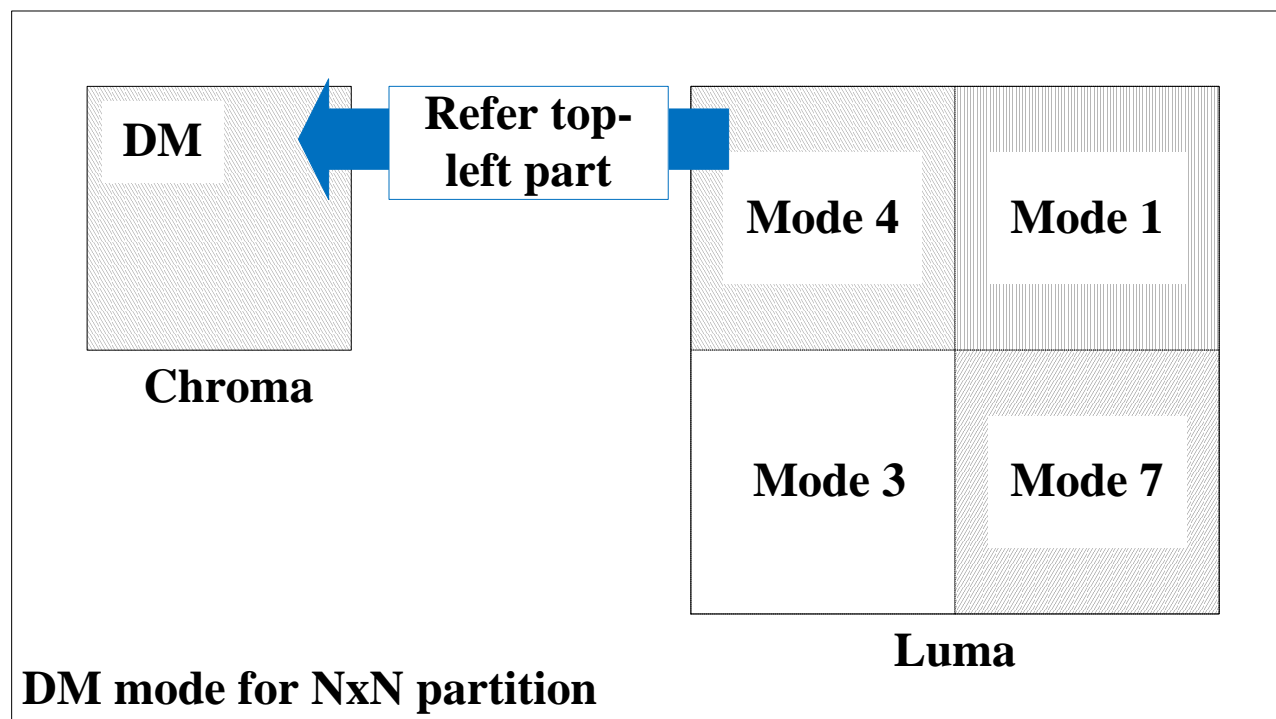 DM
Refer top-
left part
Mode 4
Mode 1
Mode 3
Mode 7
Chroma
Luma
DM mode for NxN partition